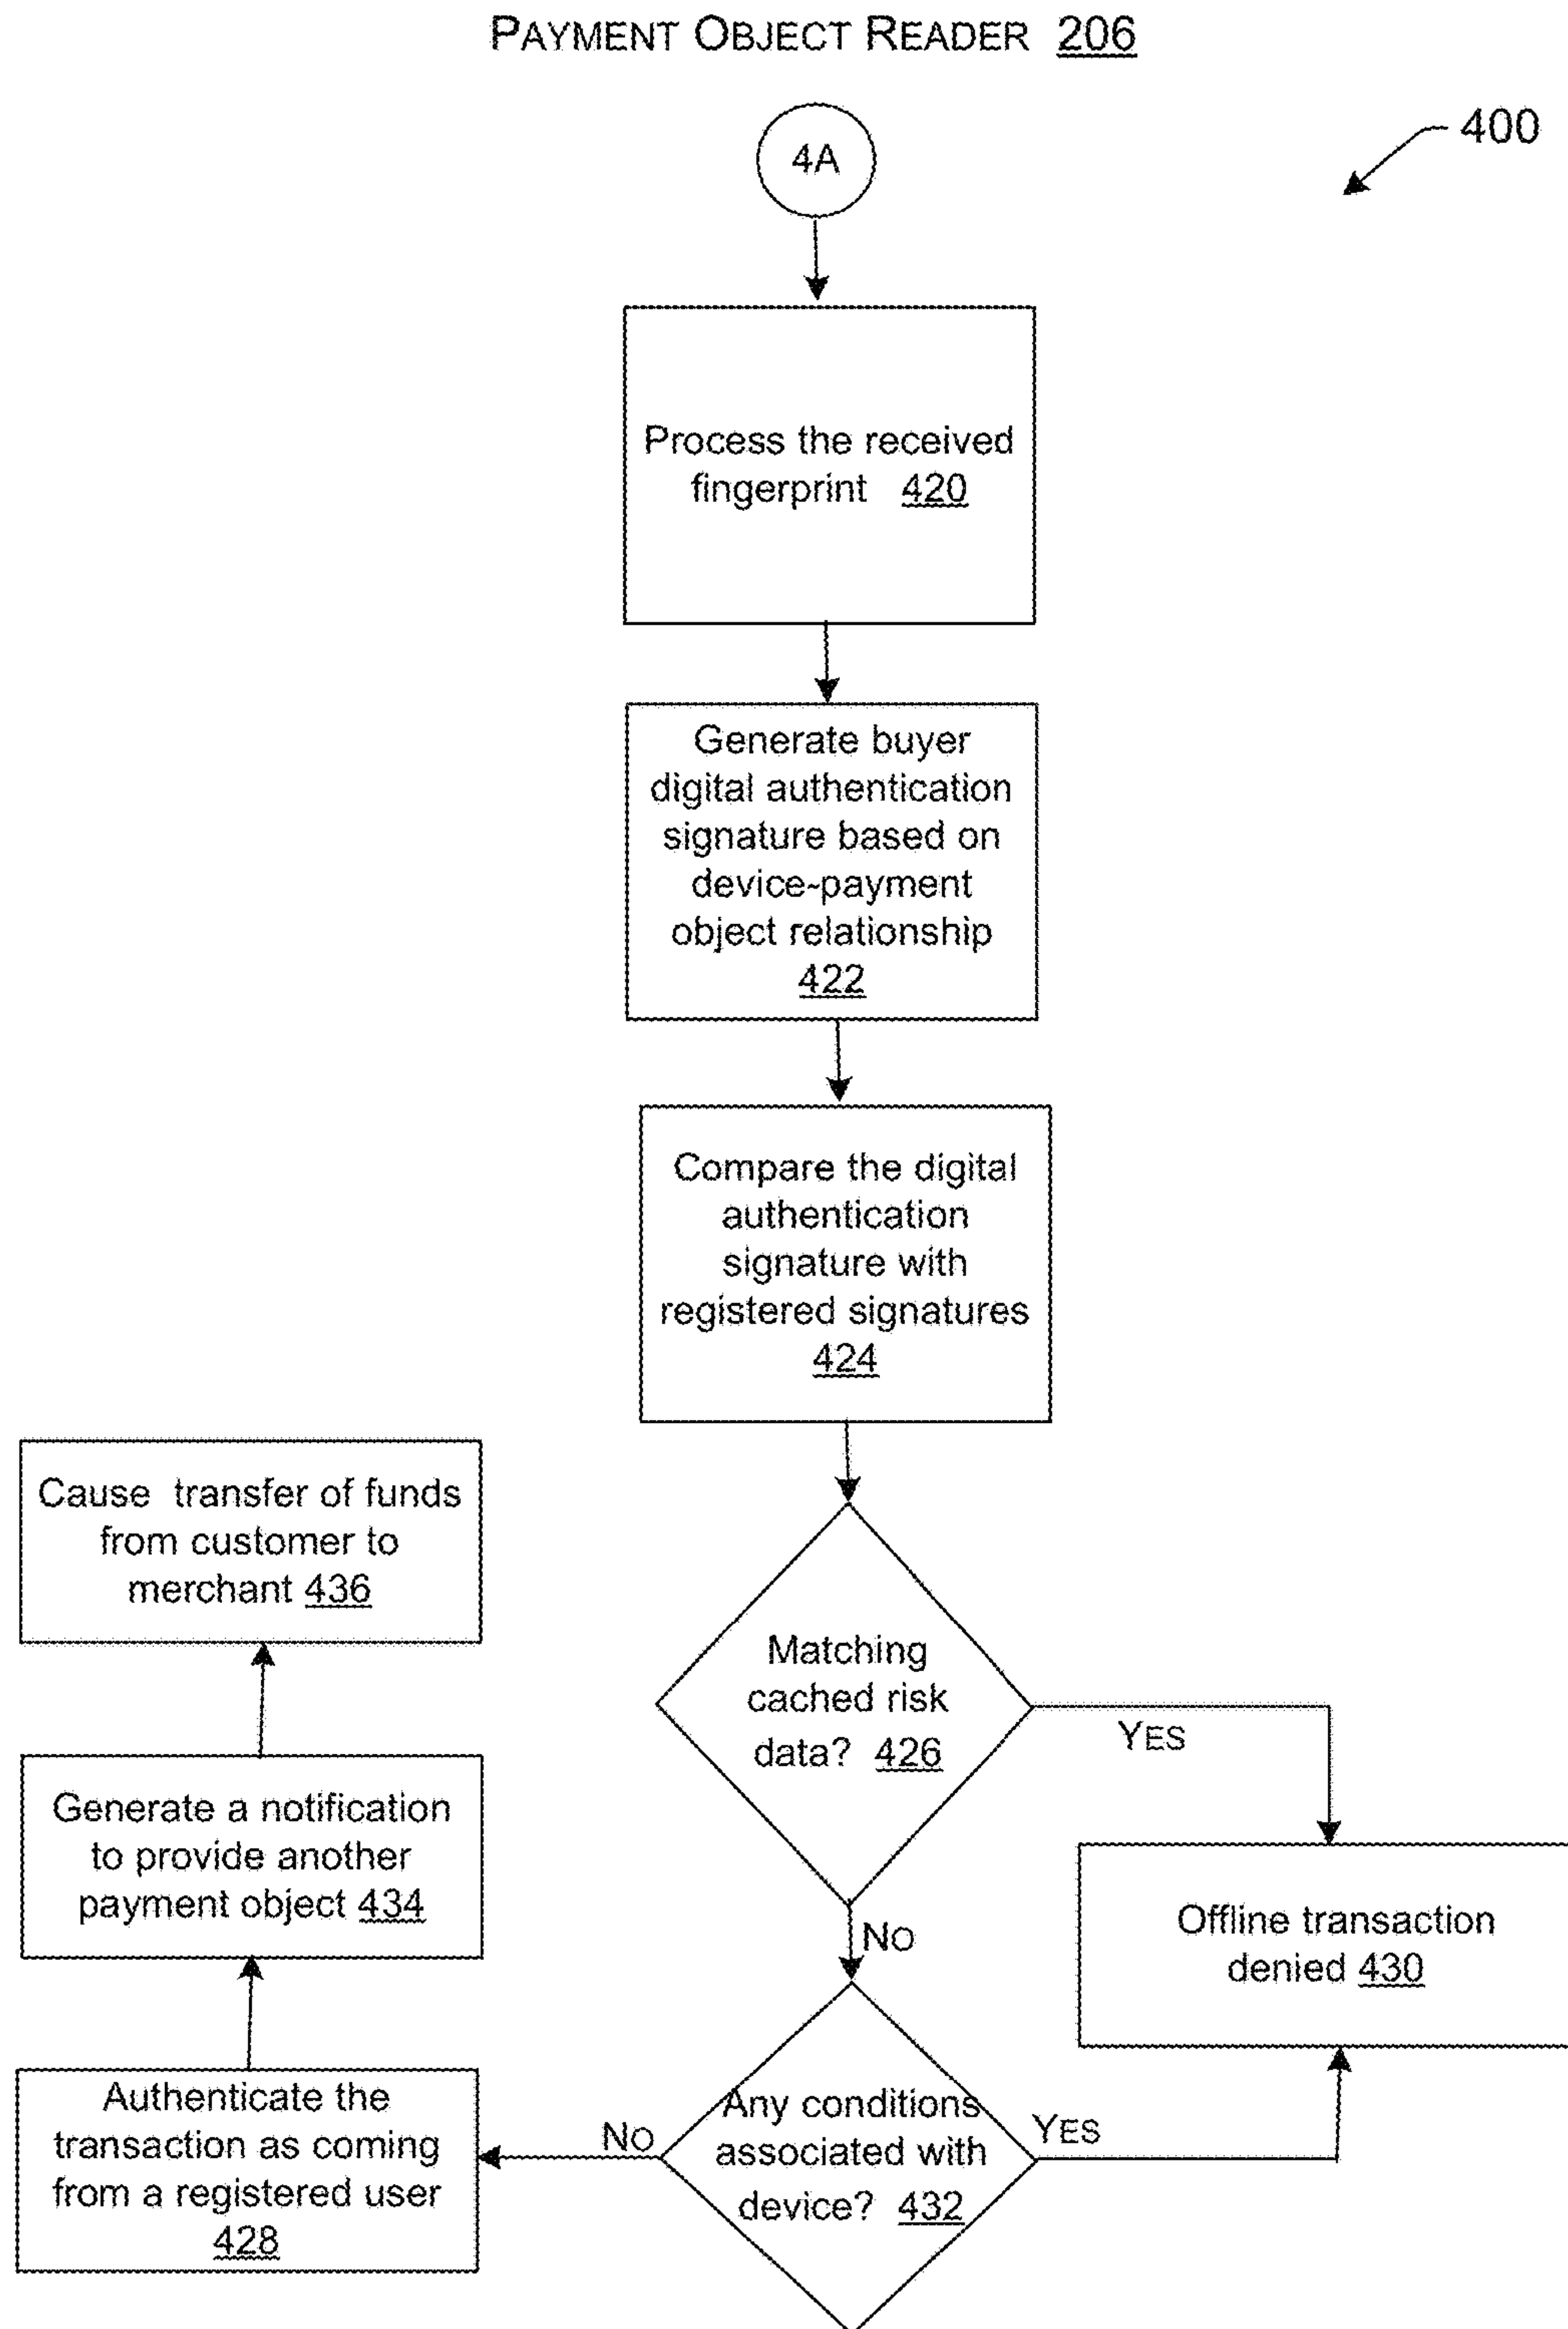 PAYMENT OBJECT READER 206
400
4A
Process the received
fingerprint 420
Generate buyer
digital authentication
signature based on
device-payment
object relationship
422
Compare the digital
authentication
signature with
registered signatures
424
Cause transfer of funds
from customer to
merchant 436
Matching
cached risk
data? 426
YES
Generate a notification
to provide another
payment object 434
NO
Offline transaction
denied 430
Authenticate the
transaction as coming
from a registered user
428
NO
Any conditions
associated with
device? 432
YES